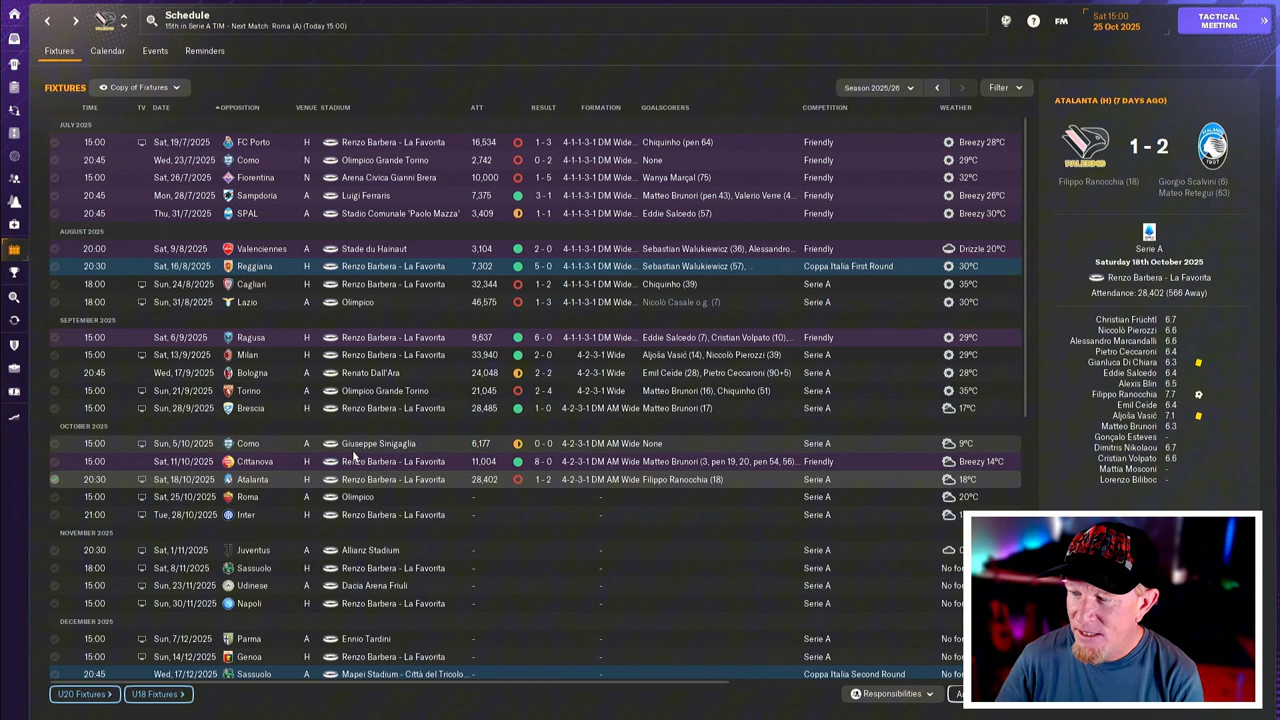 Schedule
15th in Serie A TIM - Next Match: Roma (A) (Today 15:00)
FM
Sat 15:00
25 Oct 2025
TACTICAL MEETING
Fixtures Calendar Events Reminders
FIXTURES Copy of Fixtures Season 2025/26 Filter
TIME TV DATE OPPOSITION VENUE STADIUM ATT RESULT FORMATION GOALSCORERS COMPETITION WEATHER
JULY 2025
15:00 Sat, 19/7/2025 FC Porto H Renzo Barbera - La Favorita 16,534 1 - 3 4-1-3-1 DM Wide... Chiquinho (pen 64) Friendly Breezy 28°C
20:45 Wed, 23/7/2025 Como N Olimpico Grande Torino 2,742 0 - 2 4-1-3-1 DM Wide... None Friendly 29°C
15:00 Sat, 26/7/2025 Fiorentina N Arena Civica Gianni Brera 10,000 1 - 5 4-1-1-3-1 DM Wide... Wanya Marçal (75) Friendly 32°C
20:45 Mon, 28/7/2025 Sampdoria A Luigi Ferraris 7,375 3 - 1 4-1-1-3-1 DM Wide... Matteo Brunori (pen 43), Valerio Verre (4... Friendly Breezy 26°C
20:45 Thu, 31/7/2025 SPAL A Stadio Comunale 'Paolo Mazza' 3,409 1 - 1 4-1-1-3-1 DM Wide... Eddie Salcedo (57) Friendly Breezy 30°C
AUGUST 2025
20:00 Sat, 9/8/2025 Valenciennes A Stade du Hainaut 3,104 2 - 0 4-1-1-3-1 DM Wide... Sebastian Walukiewicz (36), Alessandro... Friendly Drizzle 20°C
20:30 Sat, 16/8/2025 Reggiana H Renzo Barbera - La Favorita 7,302 5 - 0 4-1-1-3-1 DM Wide... Sebastian Walukiewicz (57),... Coppa Italia First Round 30°C
18:00 Sun, 24/8/2025 Cagliari H Renzo Barbera - La Favorita 32,344 1 - 0 4-1-1-3-1 DM Wide... Chiquinho (39) Serie A 35°C
18:00 Sun, 31/8/2025 Lazio A Olimpico 46,575 1 - 3 4-1-1-3-1 DM Wide... Nicolò Casale o.g. (7) Serie A 30°C
SEPTEMBER 2025
15:00 Sat, 6/9/2025 Ragusa H Renzo Barbera - La Favorita 9,637 6 - 0 4-1-1-3-1 DM Wide... Eddie Salcedo (7), Cristian Volpato (10),... Friendly 29°C
15:00 Sat, 13/9/2025 Milan H Renzo Barbera - La Favorita 33,940 2 - 0 4-2-3-1 Wide Aljoša Vasić (14), Niccolò Pierozzi (39) Serie A 29°C
20:45 Wed, 17/9/2025 Bologna A Renato Dall'Ara 24,048 2 - 2 4-2-3-1 Wide Emil Ceide (28), Pietro Ceccaroni (90+5) Serie A 28°C
15:00 Sun, 21/9/2025 Torino A Olimpico Grande Torino 21,045 2 - 4 4-2-3-1 Wide Matteo Brunori (16), Chiquinho (51) Serie A 35°C
15:00 Sun, 28/9/2025 Brescia H Renzo Barbera - La Favorita 28,485 1 - 0 4-2-3-1 DM AM Wide Matteo Brunori (17) Serie A 17°C
OCTOBER 2025
15:00 Sun, 5/10/2025 Como A Giuseppe Sinigaglia 6,177 0 - 0 4-2-3-1 DM AM Wide None Serie A 9°C
15:00 Sat, 11/10/2025 Cittanova H Renzo Barbera - La Favorita 11,004 8 - 0 4-2-3-1 DM AM Wide Matteo Brunori (3, pen 19, 20, pen 54, 56)... Friendly Breezy 14°C
20:30 Sat, 18/10/2025 Atalanta H Renzo Barbera - La Favorita 28,402 1 - 2 4-2-3-1 DM AM Wide Filippo Ranocchia (18) Serie A 18°C
15:00 Sat, 25/10/2025 Roma A Olimpico - - Serie A 20°C
21:00 Tue, 28/10/2025 Inter H Renzo Barbera - La Favorita - - Serie A
NOVEMBER 2025
20:30 Sat, 1/11/2025 Juventus A Allianz Stadium - - Serie A
18:00 Sat, 8/11/2025 Sassuolo H Renzo Barbera - La Favorita - - Serie A No for
15:00 Sun, 23/11/2025 Udinese A Dacia Arena Friuli - - Serie A No for
15:00 Sun, 30/11/2025 Napoli H Renzo Barbera - La Favorita - - Serie A No for
DECEMBER 2025
15:00 Sun, 7/12/2025 Parma A Ennio Tardini - - Serie A No for
15:00 Sun, 14/12/2025 Genoa H Renzo Barbera - La Favorita - - Serie A No for
20:45 Wed, 17/12/2025 Sassuolo A Mapei Stadium - Città del Tricolo... - - Coppa Italia Second Round No for
U20 Fixtures U18 Fixtures Responsibilities
ATALANTA (H) (7 DAYS AGO)
PALERMO 1 - 2
Filippo Ranocchia (18) Giorgio Scalvini (6)
Mateo Retegui (63)
Serie A
Saturday 18th October 2025
Renzo Barbera - La Favorita
Attendance: 28,402 (566 Away)
Christian Früchtl 6.7
Niccolò Pierozzi 6.6
Alessandro Marcandalli 6.6
Pietro Ceccaroni 6.4
Gianluca Di Chiara 6.3
Eddie Salcedo 6.4
Alexis Blin 6.5
Filippo Ranocchia 7.7
Emil Ceide 6.4
Aljoša Vasić 7.1
Matteo Brunori 6.3
Gonçalo Esteves -
Dimitris Nikolaou 6.7
Cristian Volpato 6.6
Mattia Mosconi -
Lorenzo Biliboc -